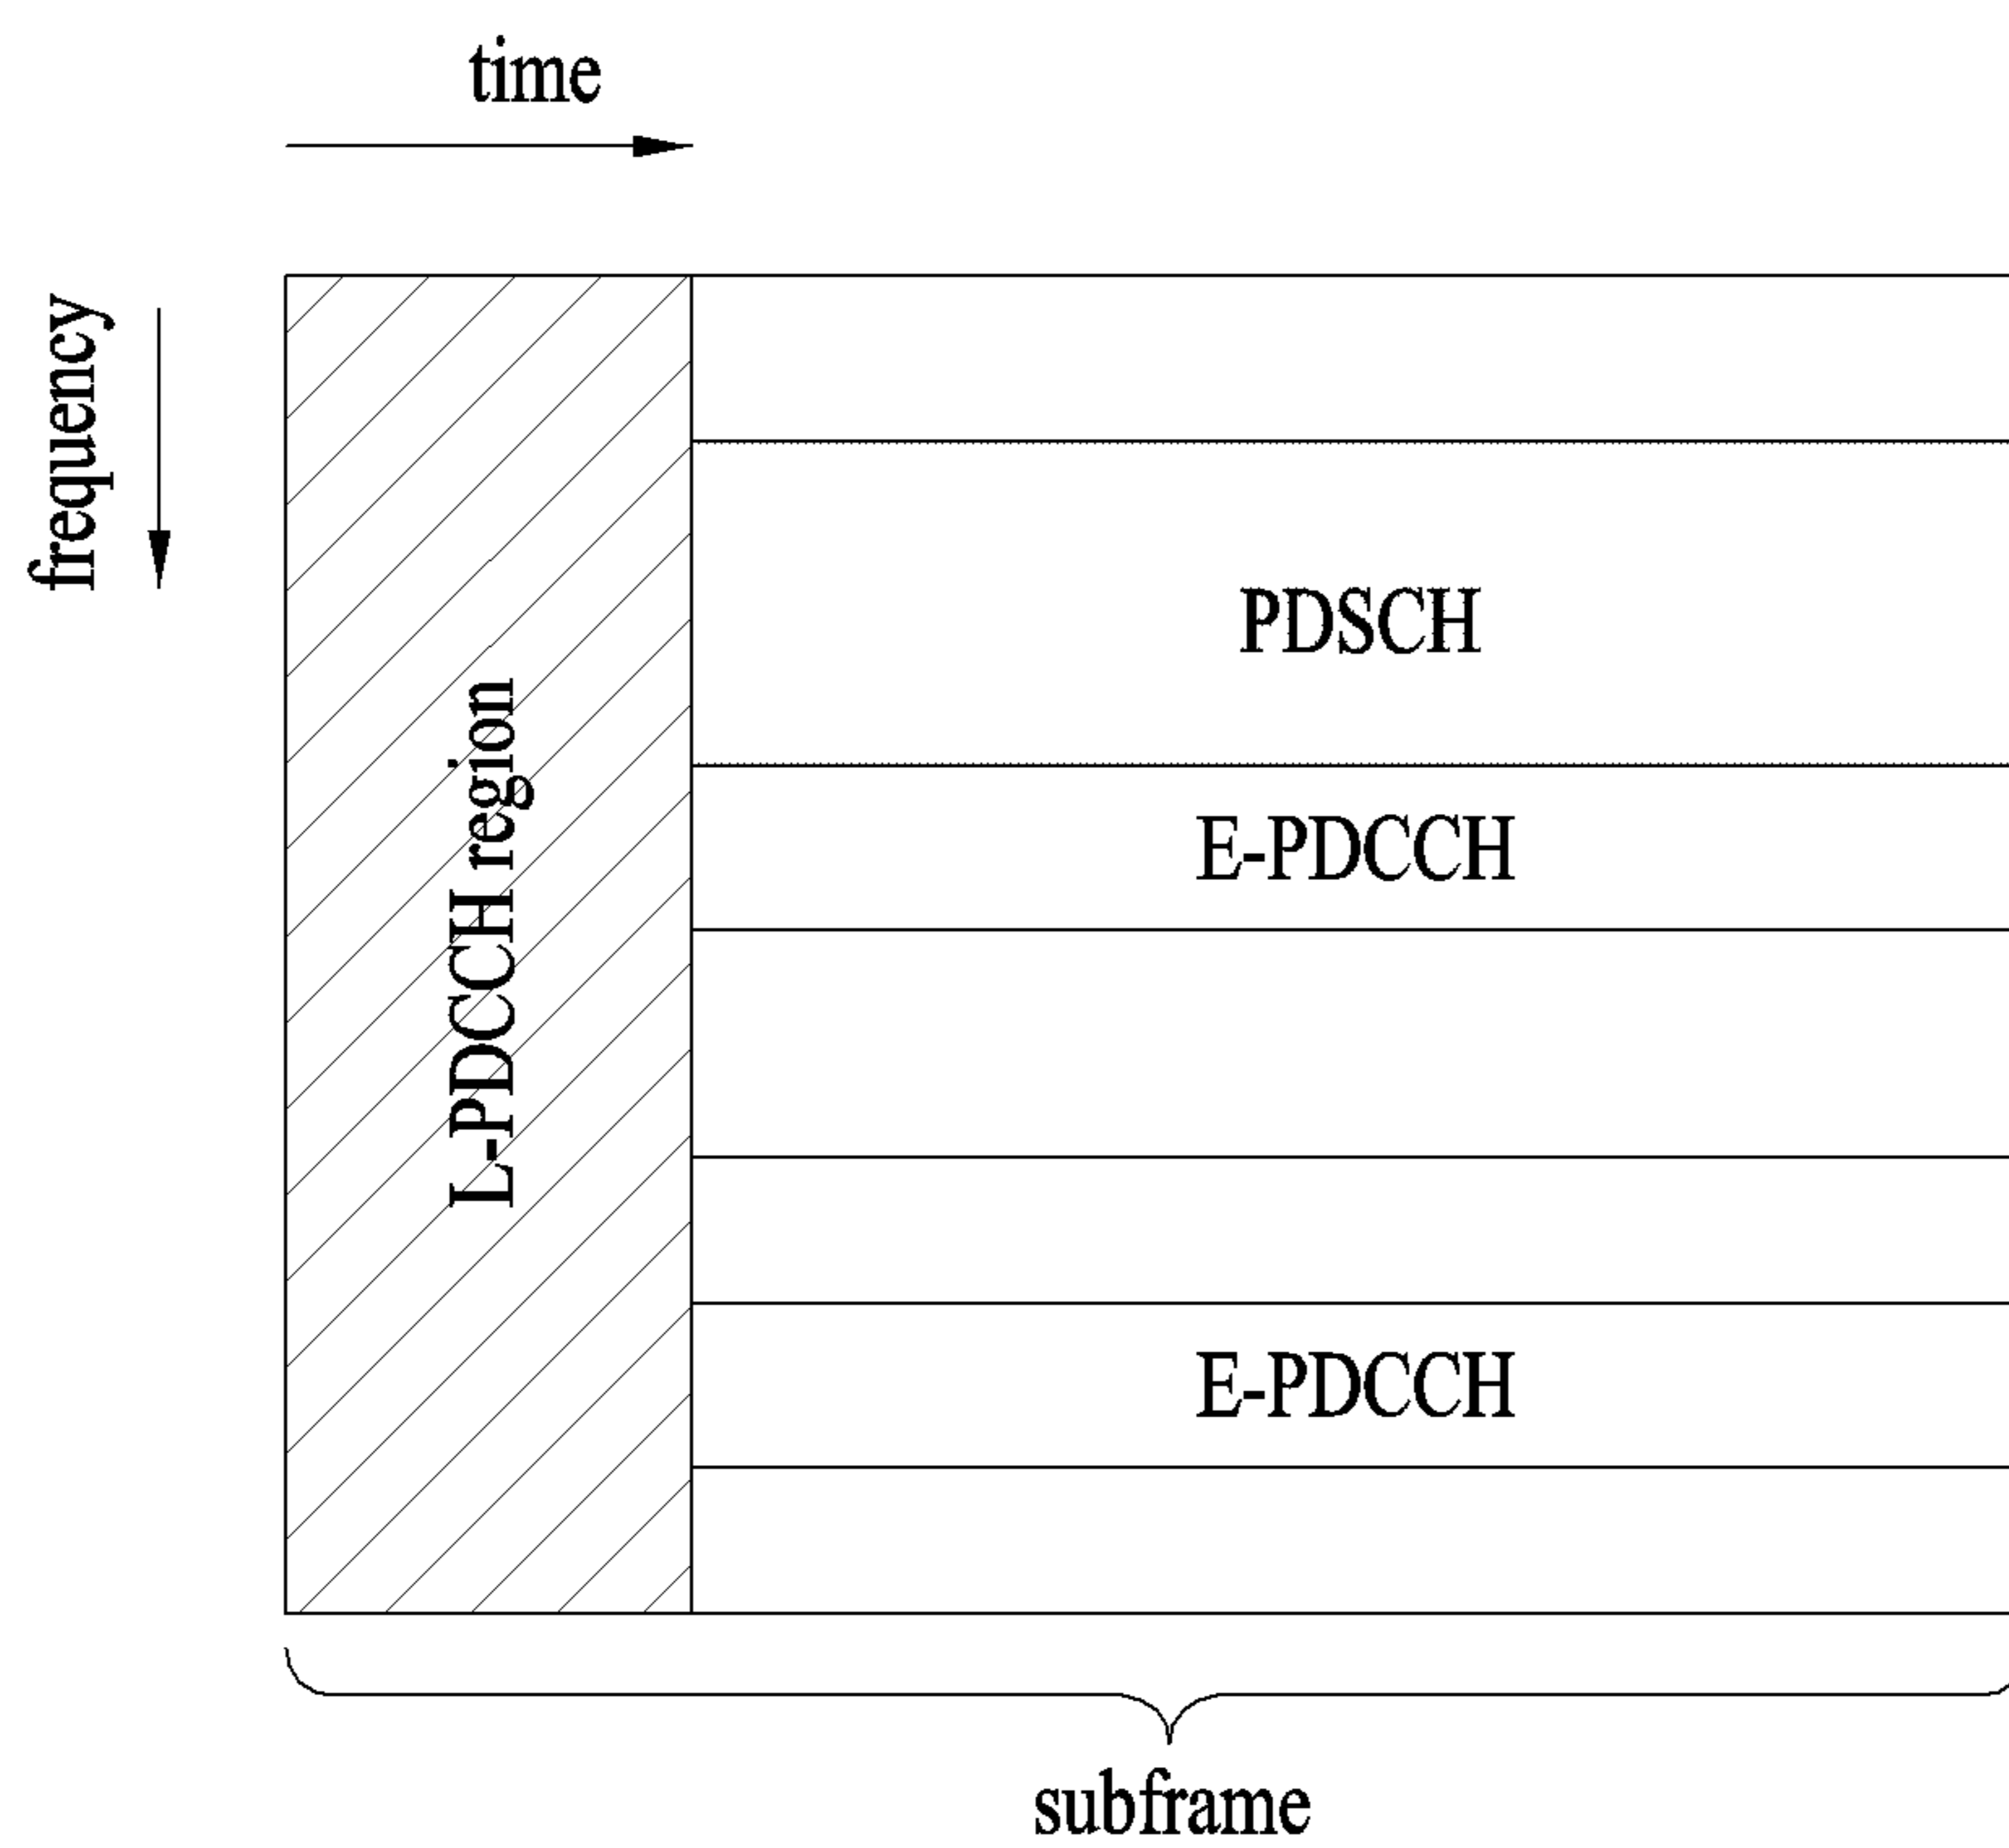 time
frequency
PDSCH
L-PDCCH region
E-PDCCH
E-PDCCH
subframe